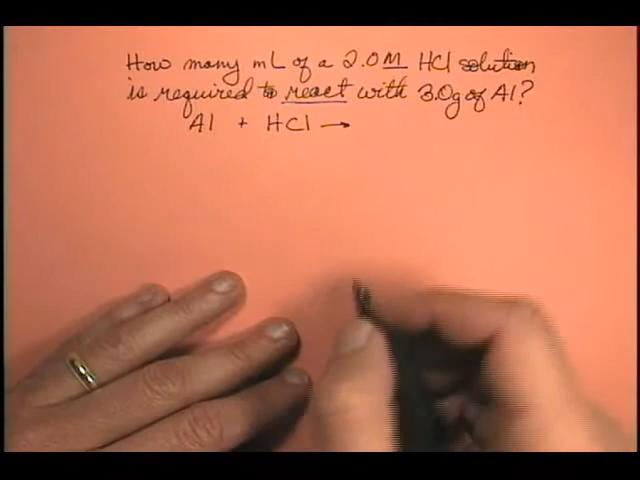 How many mL of a 2.0 M HCl solution
is required to react with 3.0g of Al?
Al + HCl →